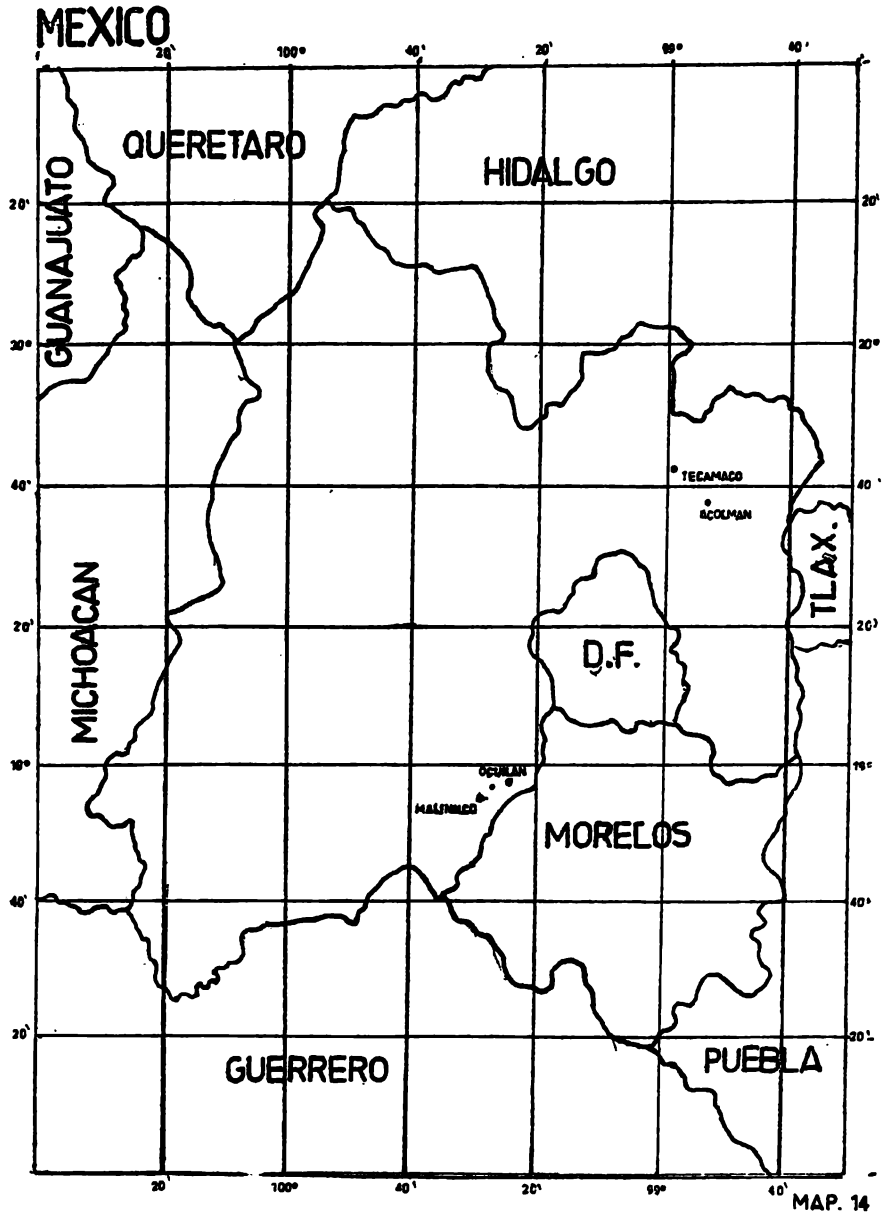 MEXICO
20' 100° 40' 20' 99° 40'
QUERETARO
HIDALGO
GUANAJUATO
20' 20'
20° 20°
TECAMACO
40' 40'
ACOLMAN
TLAX.
MICHOACAN
20' 20'
D.F.
19° 19°
OCUILAN
MALINALCO
MORELOS
40' 40'
20' 20'
GUERRERO
PUEBLA
20' 100° 40' 20' 99° 40'
MAP. 14